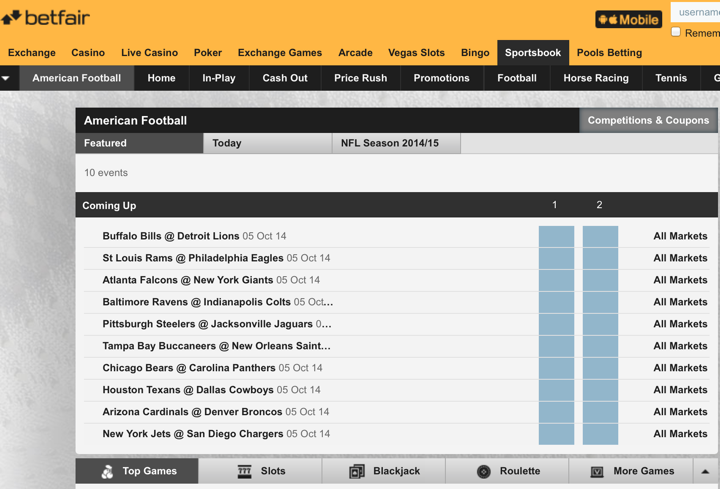 betfair
Mobile
username
Remem
Exchange Casino Live Casino Poker Exchange Games Arcade Vegas Slots Bingo Sportsbook Pools Betting
American Football Home In-Play Cash Out Price Rush Promotions Football Horse Racing Tennis G
American Football Competitions & Coupons
Featured Today NFL Season 2014/15
10 events
Coming Up 1 2
Buffalo Bills @ Detroit Lions 05 Oct 14 All Markets
St Louis Rams @ Philadelphia Eagles 05 Oct 14 All Markets
Atlanta Falcons @ New York Giants 05 Oct 14 All Markets
Baltimore Ravens @ Indianapolis Colts 05 Oct... All Markets
Pittsburgh Steelers @ Jacksonville Jaguars 0... All Markets
Tampa Bay Buccaneers @ New Orleans Saint... All Markets
Chicago Bears @ Carolina Panthers 05 Oct 14 All Markets
Houston Texans @ Dallas Cowboys 05 Oct 14 All Markets
Arizona Cardinals @ Denver Broncos 05 Oct 14 All Markets
New York Jets @ San Diego Chargers 05 Oct 14 All Markets
Top Games 777 Slots Blackjack Roulette More Games